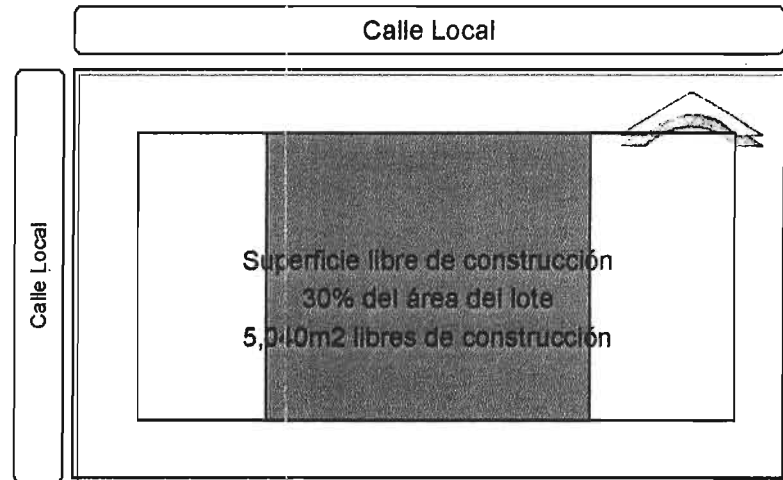 Calle Local
Calle Local
Superficie libre de construcción
30% del área del lote
5,040m2 libres de construcción